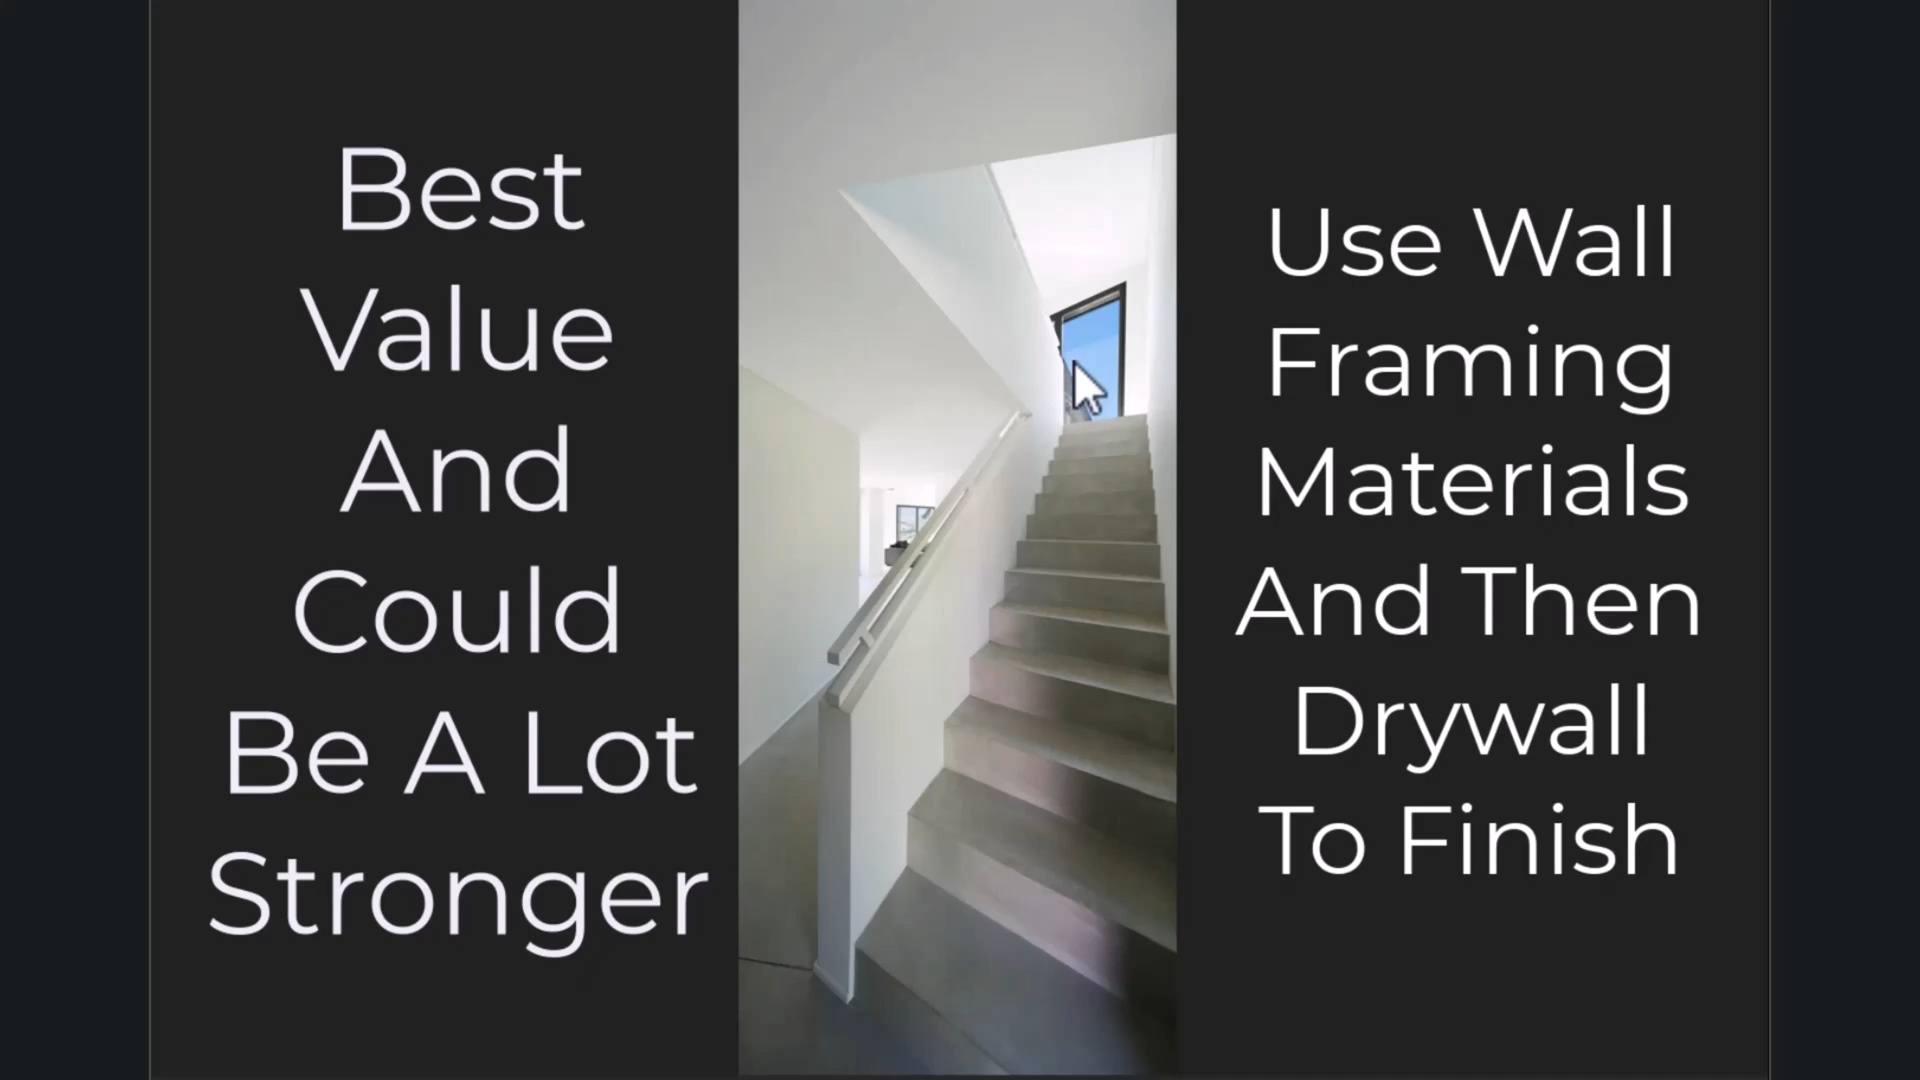 Best
Value
And
Could
Be A Lot
Stronger
Use Wall
Framing
Materials
And Then
Drywall
To Finish